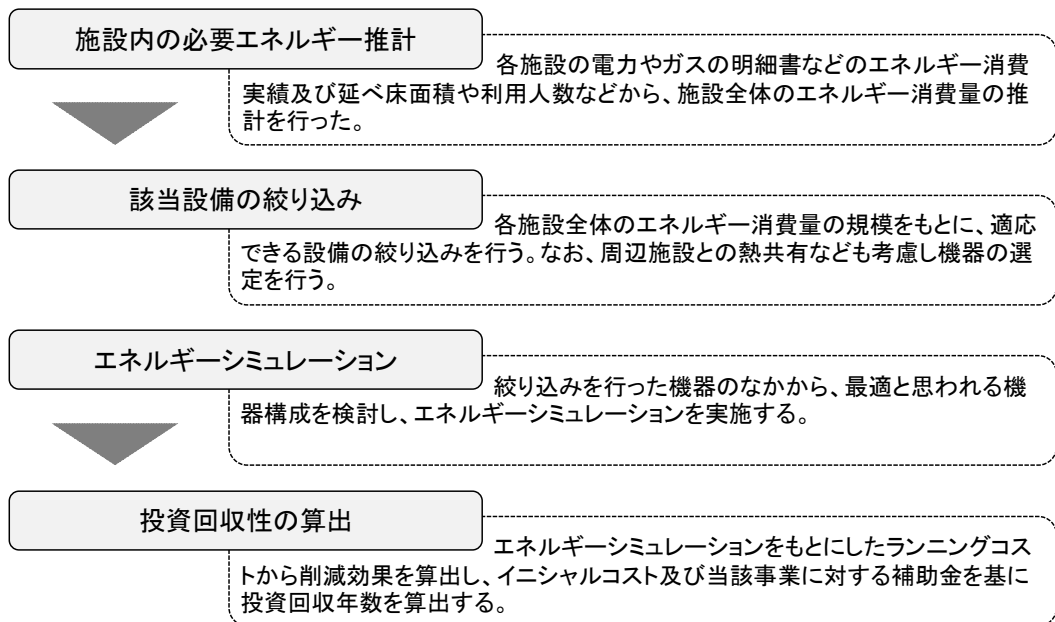 施設内の必要エネルギー推計
各施設の電力やガスの明細書などのエネルギー消費
実績及び延べ床面積や利用人数などから、施設全体のエネルギー消費量の推
計を行った。
該当設備の絞り込み
各施設全体のエネルギー消費量の規模をもとに、適応
できる設備の絞り込みを行う。なお、周辺施設との熱共有なども考慮し機器の選
定を行う。
エネルギーシミュレーション
絞り込みを行った機器のなかから、最適と思われる機
器構成を検討し、エネルギーシミュレーションを実施する。
投資回収性の算出
エネルギーシミュレーションをもとにしたランニングコス
トから削減効果を算出し、イニシャルコスト及び当該事業に対する補助金を基に
投資回収年数を算出する。